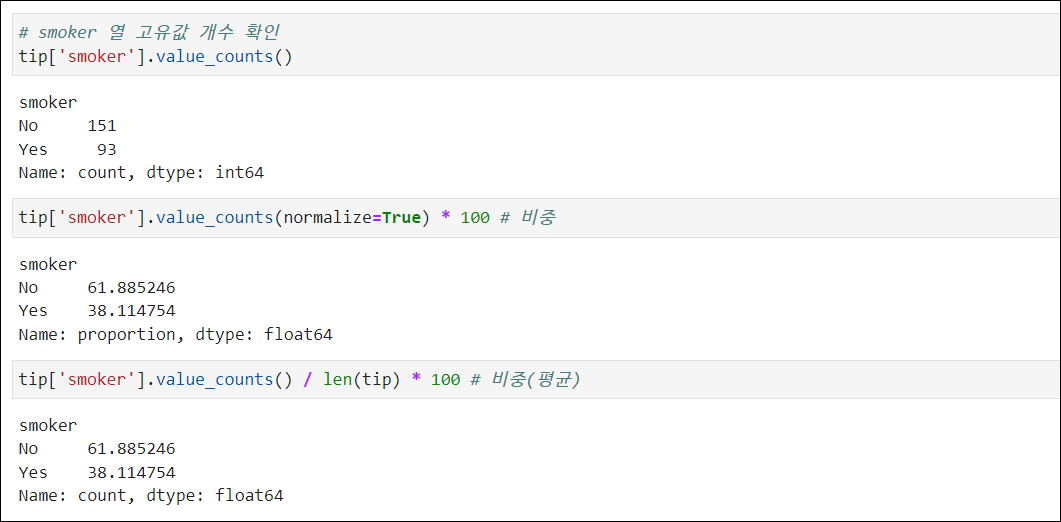 # smoker 열 고유값 개수 확인
tip['smoker'].value_counts()
smoker
No     151
Yes     93
Name: count, dtype: int64
tip['smoker'].value_counts(normalize=True) * 100 # 비중
smoker
No     61.885246
Yes    38.114754
Name: proportion, dtype: float64
tip['smoker'].value_counts() / len(tip) * 100 # 비중(평균)
smoker
No     61.885246
Yes    38.114754
Name: count, dtype: float64